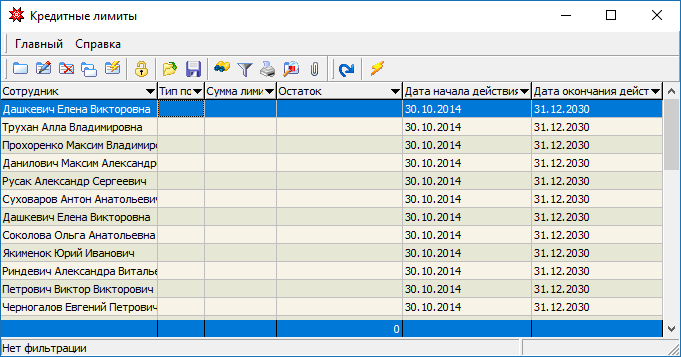 Кредитные лимиты
Главный Справка
Сотрудник Тип по Сумма лими Остаток Дата начала действия Дата окончания дейст
Дашкевич Елена Викторовна 30.10.2014 31.12.2030
Трухан Алла Владимировна 30.10.2014 31.12.2030
Прохоренко Максим Владимиро 30.10.2014 31.12.2030
Данилович Максим Александр 30.10.2014 31.12.2030
Русак Александр Сергеевич 30.10.2014 31.12.2030
Суховаров Антон Анатольевич 30.10.2014 31.12.2030
Дашкевич Елена Викторовна 30.10.2014 31.12.2030
Соколова Ольга Анатольевна 30.10.2014 31.12.2030
Якименок Юрий Иванович 30.10.2014 31.12.2030
Риндевич Александра Виталье 30.10.2014 31.12.2030
Петрович Виктор Викторович 30.10.2014 31.12.2030
Черногалов Евгений Петрович 30.10.2014 31.12.2030
0
Нет фильтрации